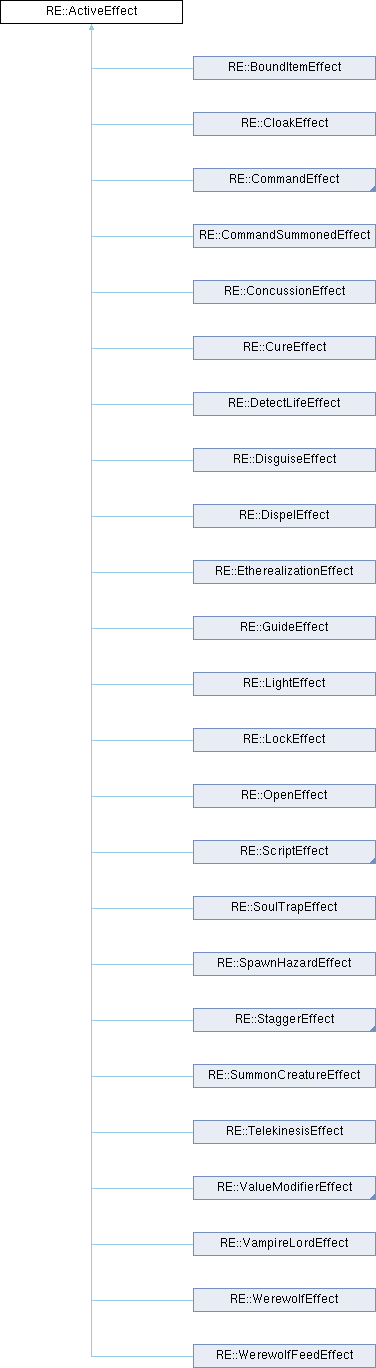 RE::ActiveEffect
RE::BoundItemEffect
RE::CloakEffect
RE::CommandEffect
RE::CommandSummonedEffect
RE::ConcussionEffect
RE::CureEffect
RE::DetectLifeEffect
RE::DisguiseEffect
RE::DispelEffect
RE::EtherealizationEffect
RE::GuideEffect
RE::LightEffect
RE::LockEffect
RE::OpenEffect
RE::ScriptEffect
RE::SoulTrapEffect
RE::SpawnHazardEffect
RE::StaggerEffect
RE::SummonCreatureEffect
RE::TelekinesisEffect
RE::ValueModifierEffect
RE::VampireLordEffect
RE::WerewolfEffect
RE::WerewolfFeedEffect